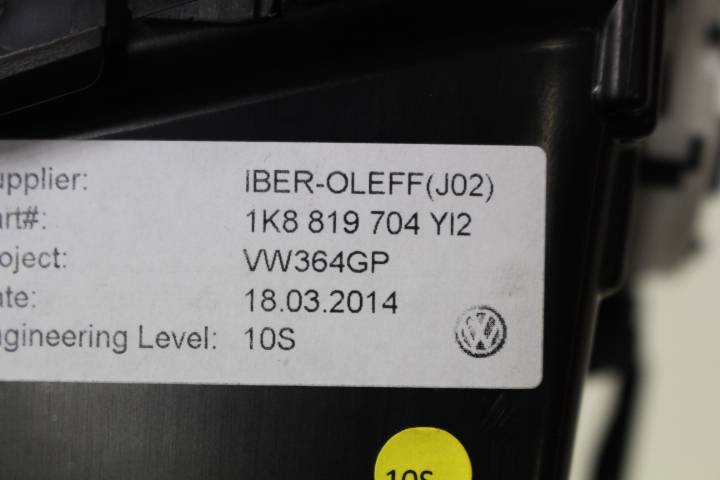 upplier: IBER-OLEFF(J02)
art#: 1K8 819 704 YI2
oject: VW364GP
ate: 18.03.2014
ngineering Level: 10S
10S